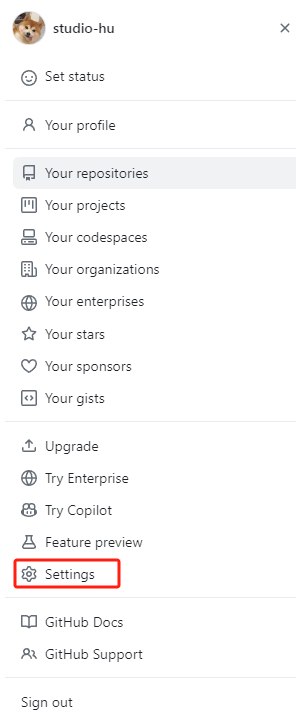 studio-hu
Set status
Your profile
Your repositories
Your projects
Your codespaces
Your organizations
Your enterprises
Your stars
Your sponsors
Your gists
Upgrade
Try Enterprise
Try Copilot
Feature preview
Settings
GitHub Docs
GitHub Support
Sign out